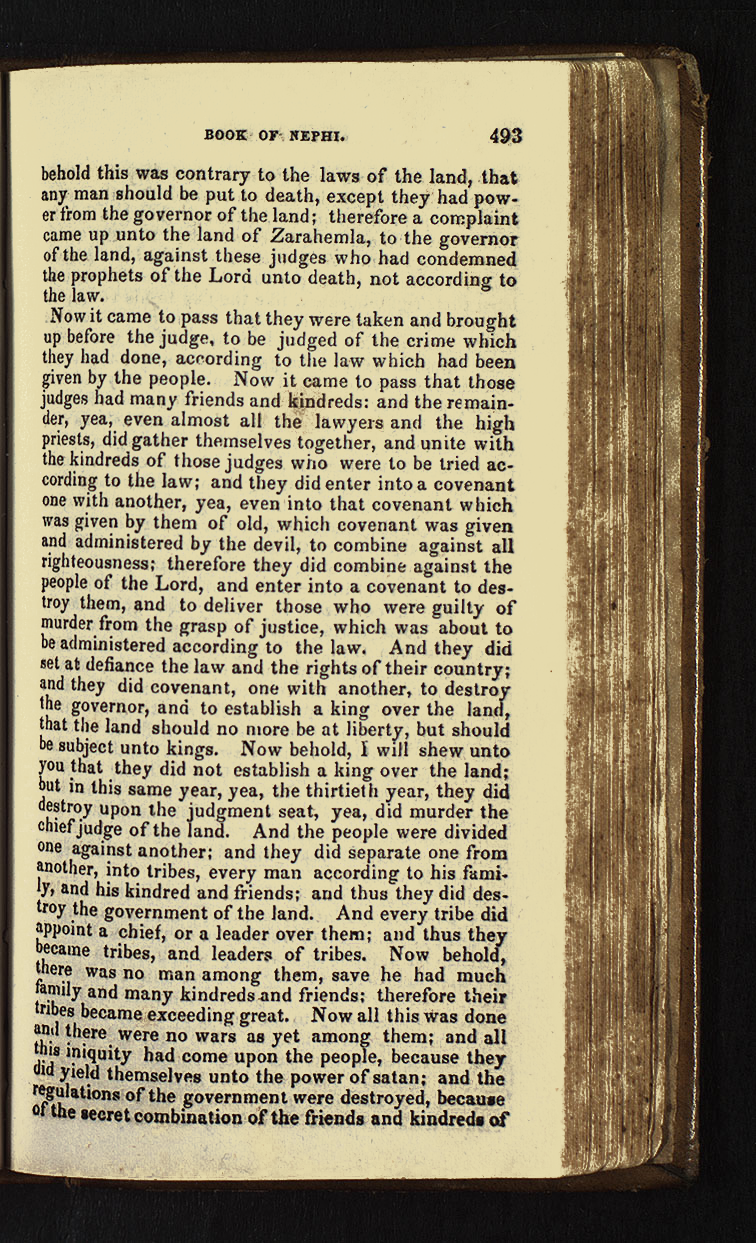 BOOK OF NEPHI. 493
behold this was contrary to the laws of the land, that
any man should be put to death, except they had pow-
er from the governor of the land; therefore a complaint
came up unto the land of Zarahemla, to the governor
of the land, against these judges who had condemned
the prophets of the Lord unto death, not according to
the law.
Now it came to pass that they were taken and brought
up before the judge, to be judged of the crime which
they had done, according to the law which had been
given by the people. Now it came to pass that those
judges had many friends and kindreds: and the remain-
der, yea, even almost all the lawyers and the high
priests, did gather themselves together, and unite with
the kindreds of those judges who were to be tried ac-
cording to the law; and they did enter into a covenant
one with another, yea, even into that covenant which
was given by them of old, which covenant was given
and administered by the devil, to combine against all
righteousness; therefore they did combine against the
people of the Lord, and enter into a covenant to des-
troy them, and to deliver those who were guilty of
murder from the grasp of justice, which was about to
be administered according to the law. And they did
set at defiance the law and the rights of their country;
and they did covenant, one with another, to destroy
the governor, and to establish a king over the land,
that the land should no more be at liberty, but should
be subject unto kings. Now behold, I will shew unto
you that they did not establish a king over the land;
but in this same year, yea, the thirtieth year, they did
destroy upon the judgment seat, yea, did murder the
chief judge of the land. And the people were divided
one against another; and they did separate one from
another, into tribes, every man according to his fami-
ly, and his kindred and friends; and thus they did des-
troy the government of the land. And every tribe did
appoint a chief, or a leader over them; and thus they
became tribes, and leaders of tribes. Now behold,
there was no man among them, save he had much
family and many kindreds and friends; therefore their
tribes became exceeding great. Now all this was done
and there were no wars as yet among them; and all
this iniquity had come upon the people, because they
did yield themselves unto the power of satan; and the
regulations of the government were destroyed, because
of the secret combination of the friends and kindreds of